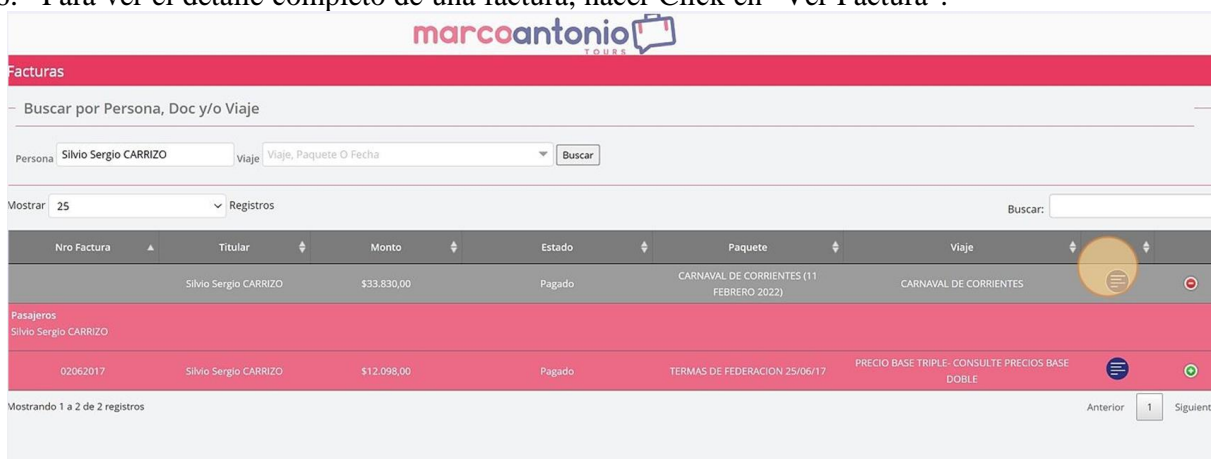 Para ver el detalle completo de una factura, hacer Click en "Ver Factura".
marcoantonio
TOURS
Facturas
Buscar por Persona, Doc y/o Viaje
Persona Silvio Sergio CARRIZO Viaje Viaje, Paquete O Fecha Buscar
Mostrar 25 Registros Buscar:
Nro Factura Titular Monto Estado Paquete Viaje
Silvio Sergio CARRIZO $33.830,00 Pagado CARNAVAL DE CORRIENTES (11 FEBRERO 2022) CARNAVAL DE CORRIENTES
Pasajeros
Silvio Sergio CARRIZO
02062017 Silvio Sergio CARRIZO $12.098,00 Pagado TERMAS DE FEDERACION 25/06/17 PRECIO BASE TRIPLE- CONSULTE PRECIOS BASE DOBLE
Mostrando 1 a 2 de 2 registros Anterior 1 Siguient